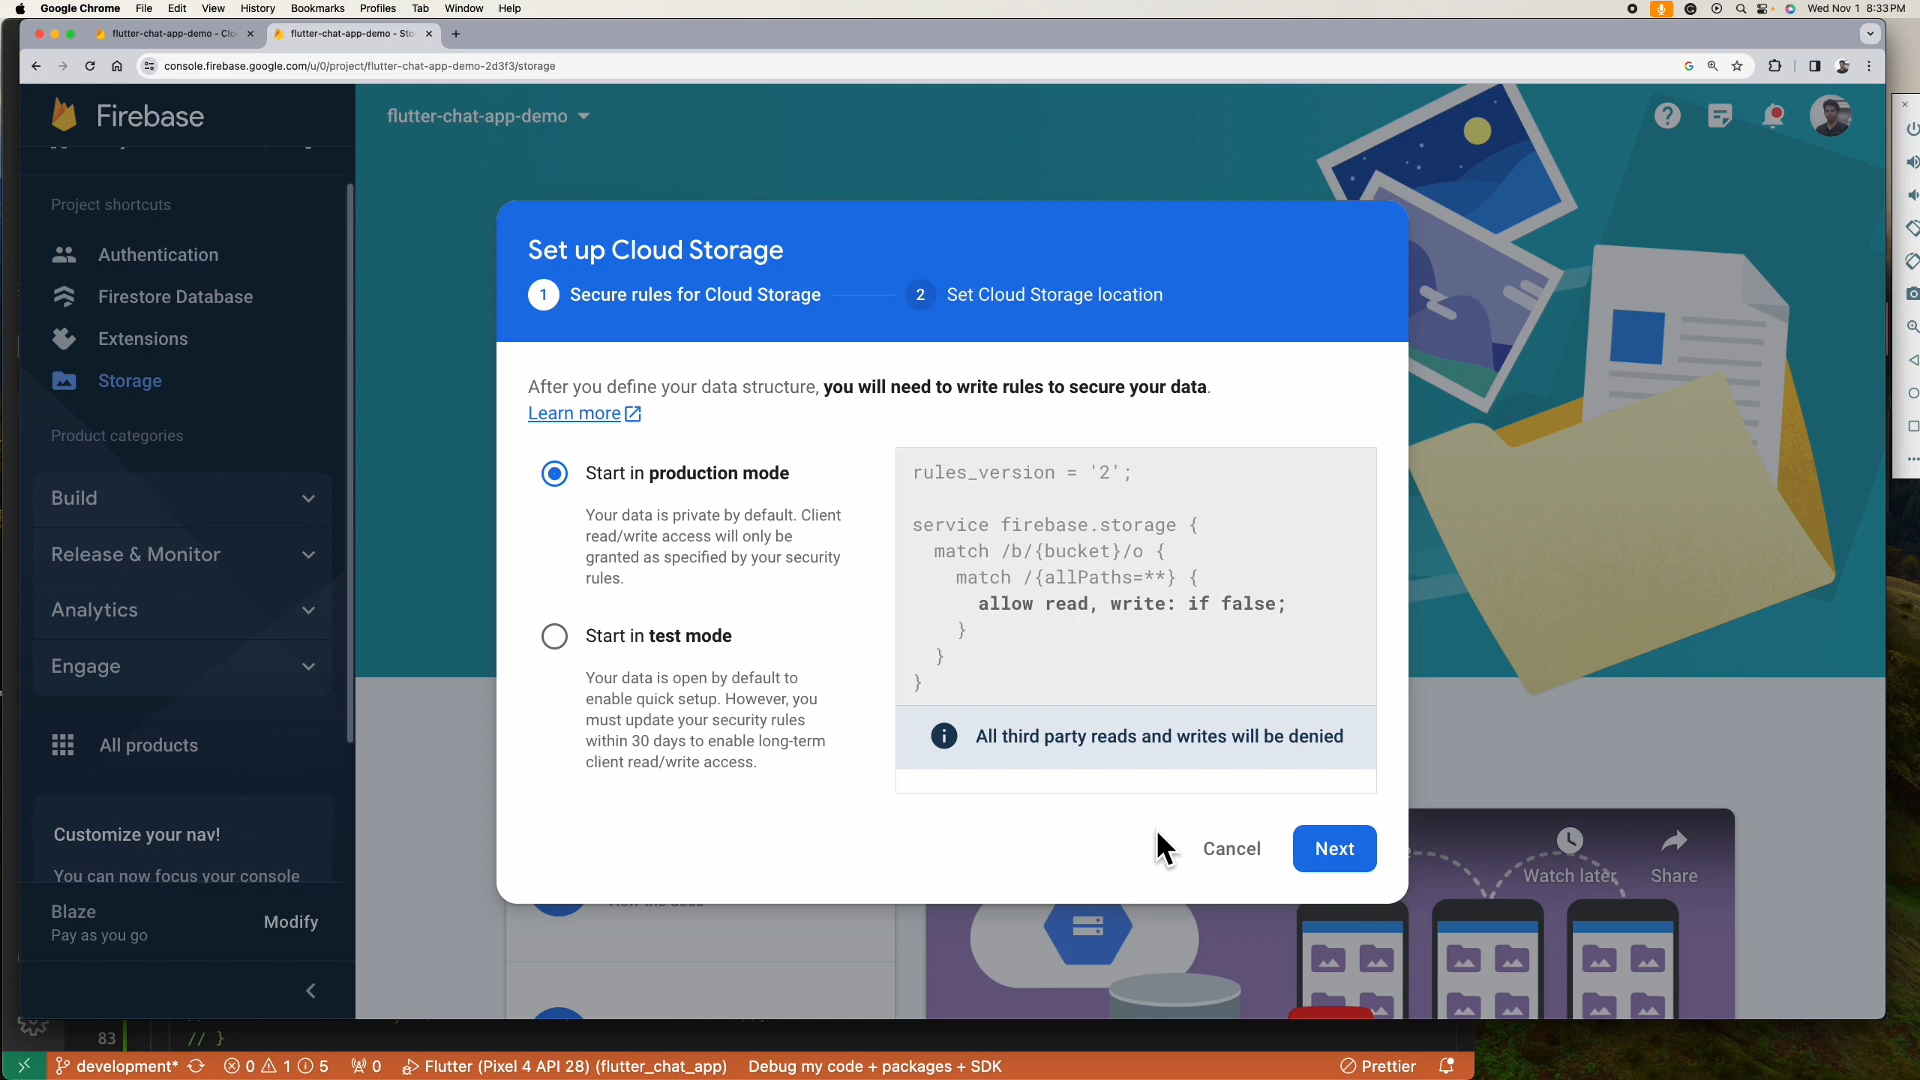 Google Chrome File Edit View History Bookmarks Profiles Tab Window Help
Wed Nov 1 8:33 PM
flutter-chat-app-demo - Clo
flutter-chat-app-demo - Sto
console.firebase.google.com/u/0/project/flutter-chat-app-demo-2d3f3/storage
Firebase
flutter-chat-app-demo
Project shortcuts
Authentication
Firestore Database
Extensions
Storage
Product categories
Build
Release & Monitor
Analytics
Engage
All products
Customize your nav!
You can now focus your console
Blaze
Pay as you go
Modify
Set up Cloud Storage
1 Secure rules for Cloud Storage
2 Set Cloud Storage location
After you define your data structure, you will need to write rules to secure your data.
Learn more
Start in production mode
Your data is private by default. Client
read/write access will only be
granted as specified by your security
rules.
Start in test mode
Your data is open by default to
enable quick setup. However, you
must update your security rules
within 30 days to enable long-term
client read/write access.
rules_version = '2';
service firebase.storage {
match /b/{bucket}/o {
match /{allPaths=**} {
allow read, write: if false;
}
}
}
All third party reads and writes will be denied
Cancel
Next
Watch later
Share
83 // }
development* 0 1 5 0 Flutter (Pixel 4 API 28) (flutter_chat_app) Debug my code + packages + SDK Prettier